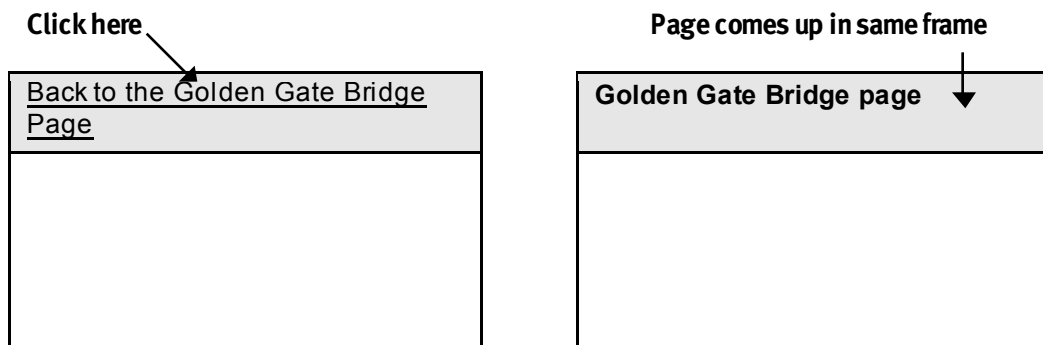 Click here
Page comes up in same frame
Back to the Golden Gate Bridge
Page
Golden Gate Bridge page